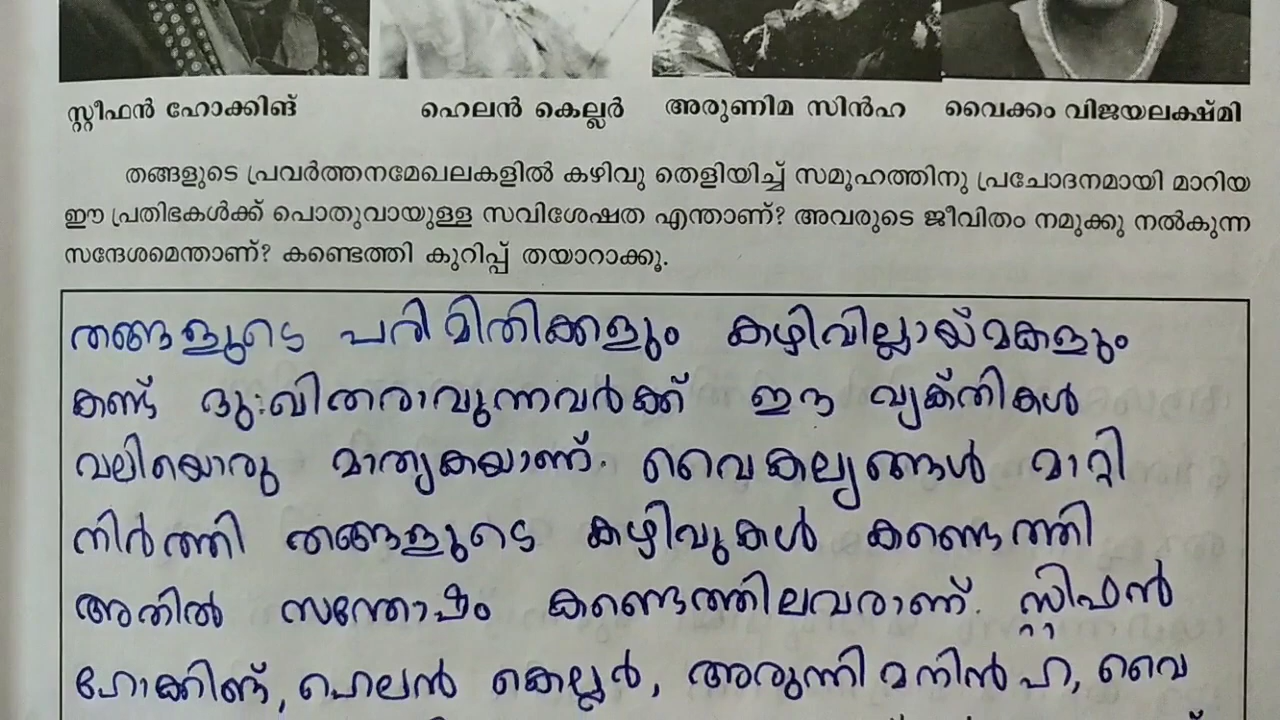 സ്റ്റീഫൻ ഹോക്കിങ് ഹെലൻ കെല്ലർ അരുണിമ സിൻഹ വൈക്കം വിജയലക്ഷ്മി
തങ്ങളുടെ പ്രവർത്തനമേഖലകളിൽ കഴിവു തെളിയിച്ച് സമൂഹത്തിനു പ്രചോദനമായി മാറിയ
ഈ പ്രതിഭകൾക്ക് പൊതുവായുള്ള സവിശേഷത എന്താണ്? അവരുടെ ജീവിതം നമുക്കു നൽകുന്ന
സന്ദേശമെന്താണ്? കണ്ടെത്തി കുറിപ്പ് തയാറാക്കൂ.
തങ്ങളുടെ പരിമിതിക്കളും കഴിവില്ലായ്മകളും
കണ്ട് ദു:ഖിതരാവുന്നവർക്ക് ഈ വ്യക്തികൾ
വലിയൊരു മാതൃകയാണ്. വൈകല്യങ്ങൾ മാറ്റി
നിർത്തി തങ്ങളുടെ കഴിവുകൾ കണ്ടെത്തി
അതിൽ സന്തോഷം കണ്ടെത്തിലവരാണ്. സ്റ്റിഫൻ
ഹോക്കിങ്, ഹെലൻ കെല്ലർ, വൈ